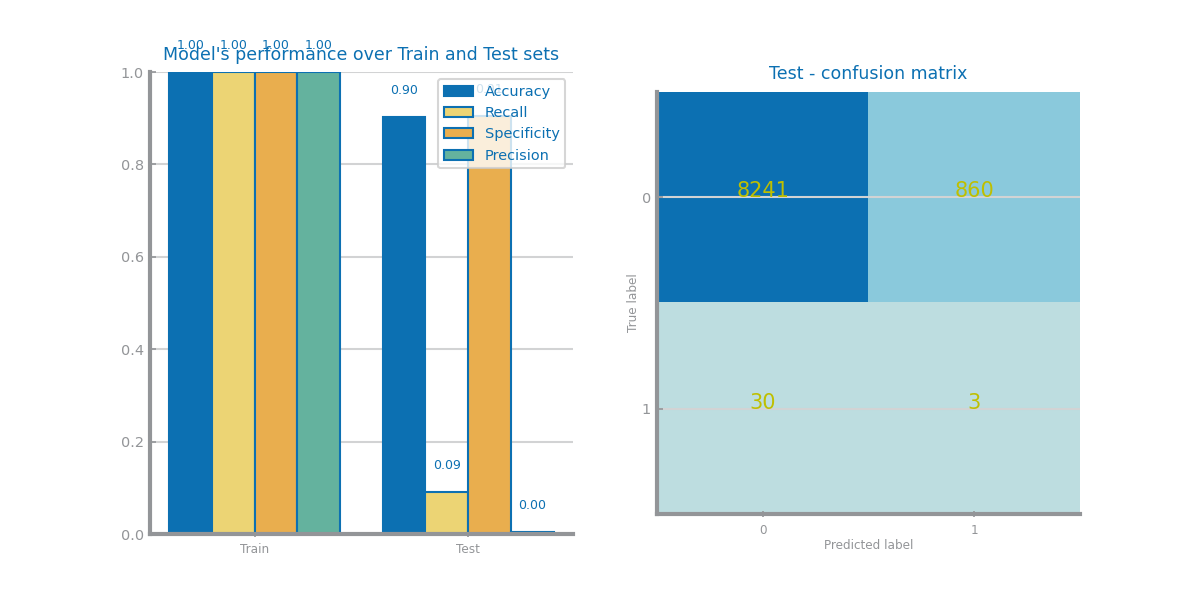 1.00 1.00 1.00 1.00
Model's performance over Train and Test sets
1.0
0.8
0.6
0.4
0.2
0.0
0.90
0.09
0.00
Accuracy
Recall
Specificity
Precision
Train Test
Test - confusion matrix
True label
0
1
8241 860
30 3
0 1
Predicted label